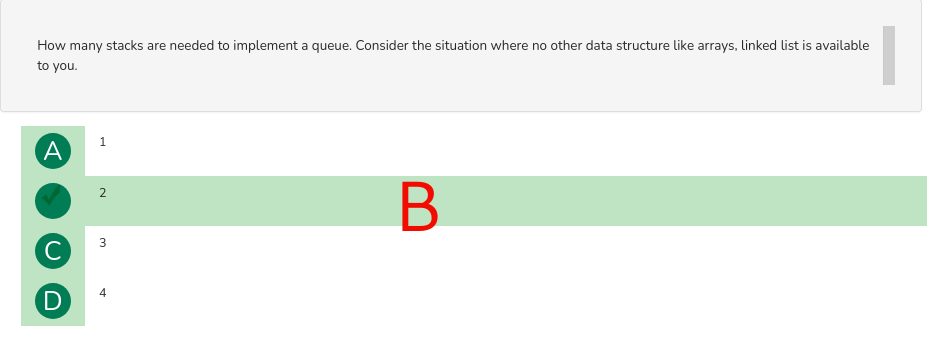 How many stacks are needed to implement a queue. Consider the situation where no other data structure like arrays, linked list is available
to you.
A 1
2 B
C 3
D 4